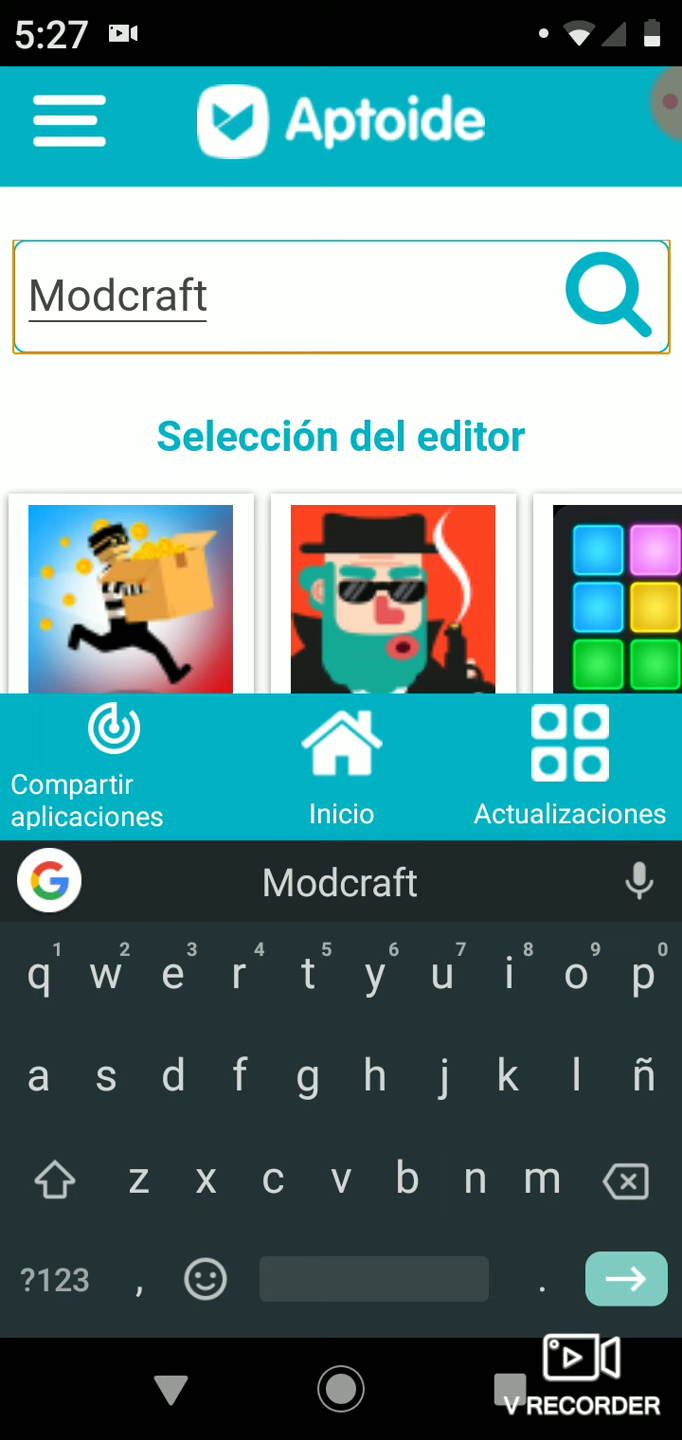 5:27
Aptoide
Modcraft
Selección del editor
Compartir
aplicaciones
Inicio
Actualizaciones
Modcraft
1 2 3 4 5 6 7 8 9 0
q w e r t y u i o p
a s d f g h j k l ñ
z x c v b n m
?123 , .
V RECORDER